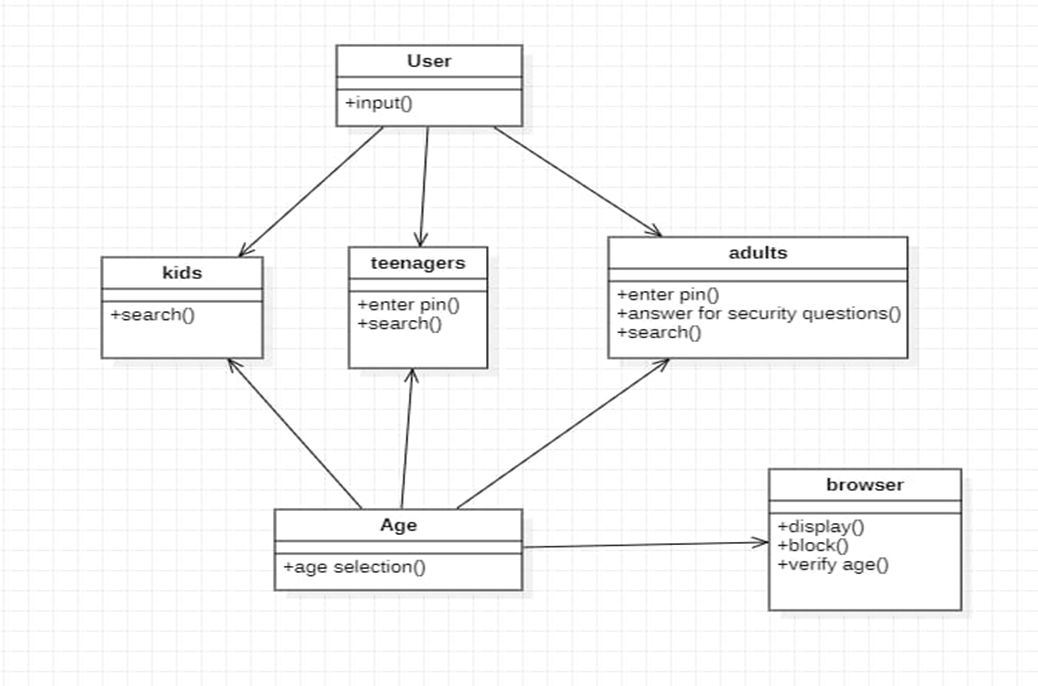 User
+input()
kids
+search()
teenagers
+enter pin()
+search()
adults
+enter pin()
+answer for security questions()
+search()
Age
+age selection()
browser
+display()
+block()
+verify age()